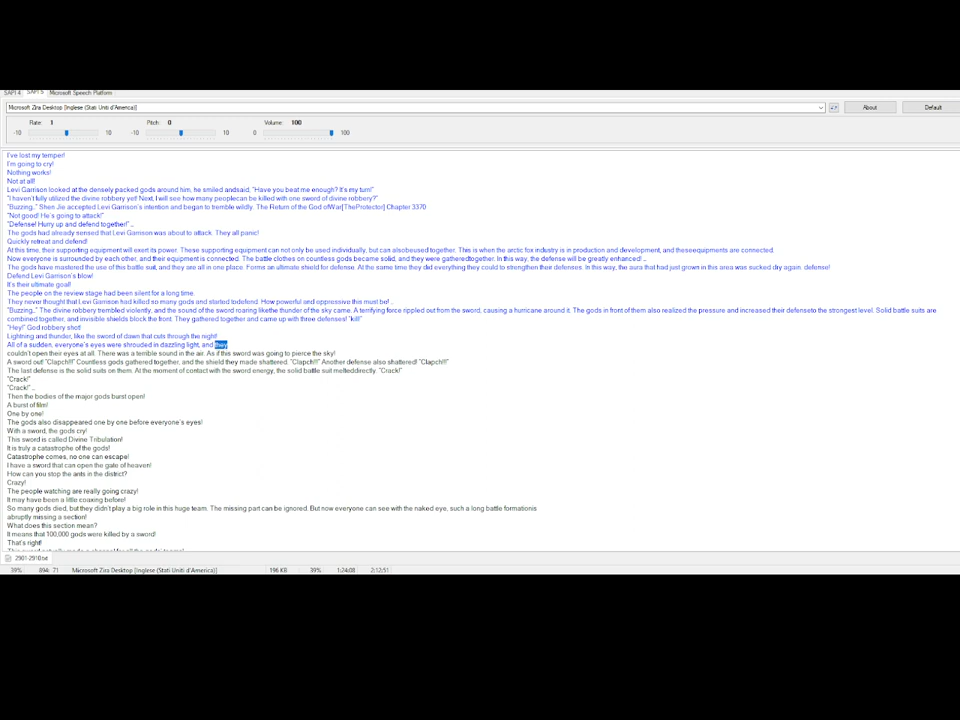 SAPI 4 SAPI 5 Microsoft Speech Platform
Microsoft Zira Desktop [Inglese (Stati Uniti d'America)] About Default
Rate: 1 Pitch: 0 Volume: 100
-10 10 -10 10 0 100
I've lost my temper!
I'm going to cry!
Nothing works!
Not at all!
Levi Garrison looked at the densely packed gods around him, he smiled andsaid, "Have you beat me enough? It's my turn!"
"I haven't fully utilized the divine robbery yet! Next, I will see how many peoplecan be killed with one sword of divine robbery?"
"Buzzing.." Shen Jie accepted Levi Garrison's intention and began to tremble wildly. The Return of the God ofWar[TheProtector] Chapter 3370
"Not good! He's going to attack!"
"Defense! Hurry up and defend together!"...
The gods had already sensed that Levi Garrison was about to attack. They all panic!
Quickly retreat and defend!
At this time, their supporting equipment will exert its power. These supporting equipment can not only be used individually, but can alsobeused together. This is when the arctic fox industry is in production and development, and theseequipments are connected.
Now everyone is surrounded by each other, and their equipment is connected. The battle clothes on countless gods became solid, and they were gatheredtogether. In this way, the defense will be greatly enhanced! ...
The gods have mastered the use of this battle suit, and they are all in one place. Forms an ultimate shield for defense. At the same time they did everything they could to strengthen their defenses. In this way, the aura that had just grown in this area was sucked dry again, defense!
Defend Levi Garrison's blow!
It's their ultimate goal!
The people on the review stage had been silent for a long time.
They never thought that Levi Garrison had killed so many gods and started todefend. How powerful and oppressive this must be! ..
"Buzzing.." The divine robbery trembled violently, and the sound of the sword roaring likethe thunder of the sky came. A terrifying force rippled out from the sword, causing a hurricane around it. The gods in front of them also realized the pressure and increased their defenseto the strongest level. Solid battle suits are
combined together, and invisible shields block the front. They gathered together and came up with three defenses! "kill!"
"Hey!" God robbery shot!
Lightning and thunder, like the sword of dawn that cuts through the night!
All of a sudden, everyone's eyes were shrouded in dazzling light, and they
couldn't open their eyes at all. There was a terrible sound in the air. As if this sword was going to pierce the sky!
A sword out! "Clapch!!!" Countless gods gathered together, and the shield they made shattered. "Clapch!!!" Another defense also shattered! "Clapch!!!"
The last defense is the solid suits on them. At the moment of contact with the sword energy, the solid battle suit melteddirectly. "Crack!"
"Crack!"
"Crack!"...
Then the bodies of the major gods burst open!
A burst of film!
One by one!
The gods also disappeared one by one before everyone's eyes!
With a sword, the gods cry!
This sword is called Divine Tribulation!
It is truly a catastrophe of the gods!
Catastrophe comes, no one can escape!
I have a sword that can open the gate of heaven!
How can you stop the ants in the district?
Crazy!
The people watching are really going crazy!
It may have been a little coaxing before!
So many gods died, but they didn't play a big role in this huge team. The missing part can be ignored. But now everyone can see with the naked eye, such a long battle formationis
abruptly missing a section!
What does this section mean?
It means that 100,000 gods were killed by a sword!
That's right!
2901-2910.txt
39% 894: 71 Microsoft Zira Desktop [Inglese (Stati Uniti d'America)] 196 KB 39% 1:24:08 2:12:51